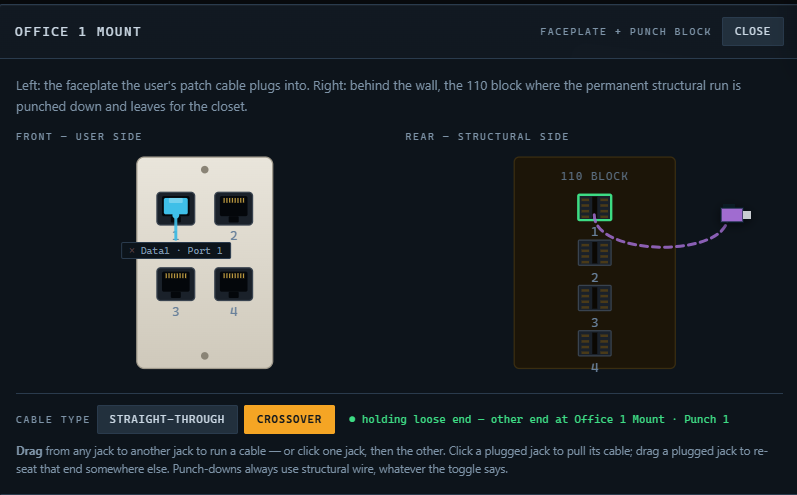 OFFICE 1 MOUNT
FACEPLATE + PUNCH BLOCK
CLOSE
Left: the faceplate the user's patch cable plugs into. Right: behind the wall, the 110 block where the permanent structural run is
punched down and leaves for the closet.
FRONT — USER SIDE
REAR — STRUCTURAL SIDE
1
2
× Data1 · Port 1
3
4
110 BLOCK
1
2
3
4
CABLE TYPE
STRAIGHT-THROUGH
CROSSOVER
● holding loose end — other end at Office 1 Mount · Punch 1
Drag from any jack to another jack to run a cable — or click one jack, then the other. Click a plugged jack to pull its cable; drag a plugged jack to re-
seat that end somewhere else. Punch-downs always use structural wire, whatever the toggle says.